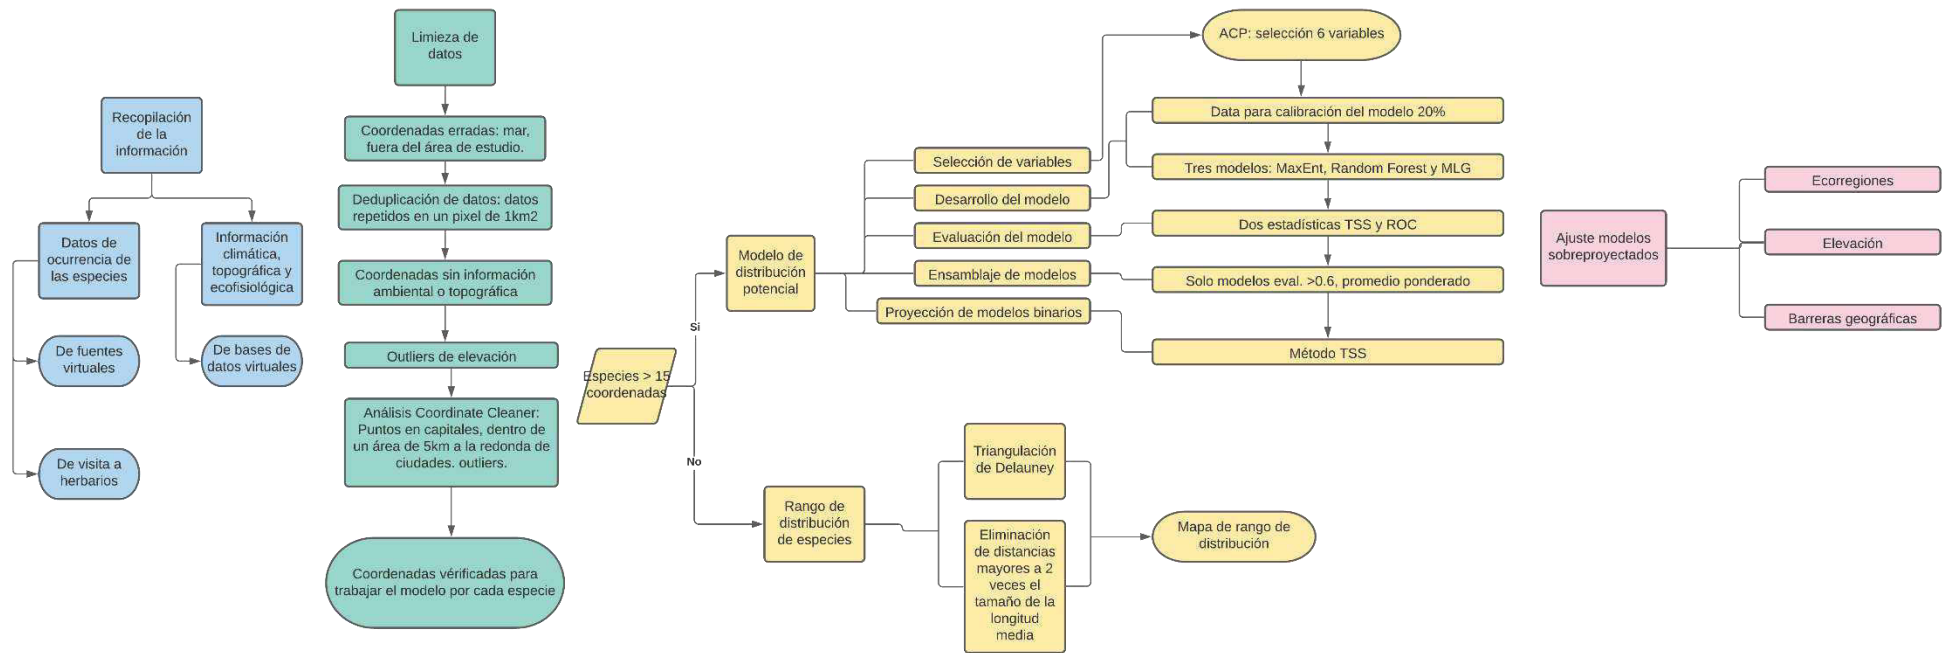 Recopilación
de la
información
Datos de
ocurrencia de
las especies
Información
climática,
topográfica y
ecofisiológica
De fuentes
virtuales
De bases de
datos virtuales
De visita a
herbarios
Limieza de
datos
Coordenadas erradas: mar,
fuera del área de estudio.
Deduplicación de datos: datos
repetidos en un pixel de 1km2
Coordenadas sin información
ambiental o topográfica
Outliers de elevación
Análisis Coordinate Cleaner:
Puntos en capitales, dentro de
un área de 5km a la redonda de
ciudades. outliers.
Coordenadas vérificadas para
trabajar el modelo por cada especie
Especies > 15
coordenadas
Si
No
Modelo de
distribución
potencial
Selección de variables
Desarrollo del modelo
Evaluación del modelo
Ensamblaje de modelos
Proyección de modelos binarios
ACP: selección 6 variables
Data para calibración del modelo 20%
Tres modelos: MaxEnt, Random Forest y MLG
Dos estadísticas TSS y ROC
Solo modelos eval. >0.6, promedio ponderado
Método TSS
Rango de
distribución
de especies
Triangulación
de Delauney
Eliminación
de distancias
mayores a 2
veces el
tamaño de la
longitud
media
Mapa de rango de
distribución
Ajuste modelos
sobreproyectados
Ecorregiones
Elevación
Barreras geográficas